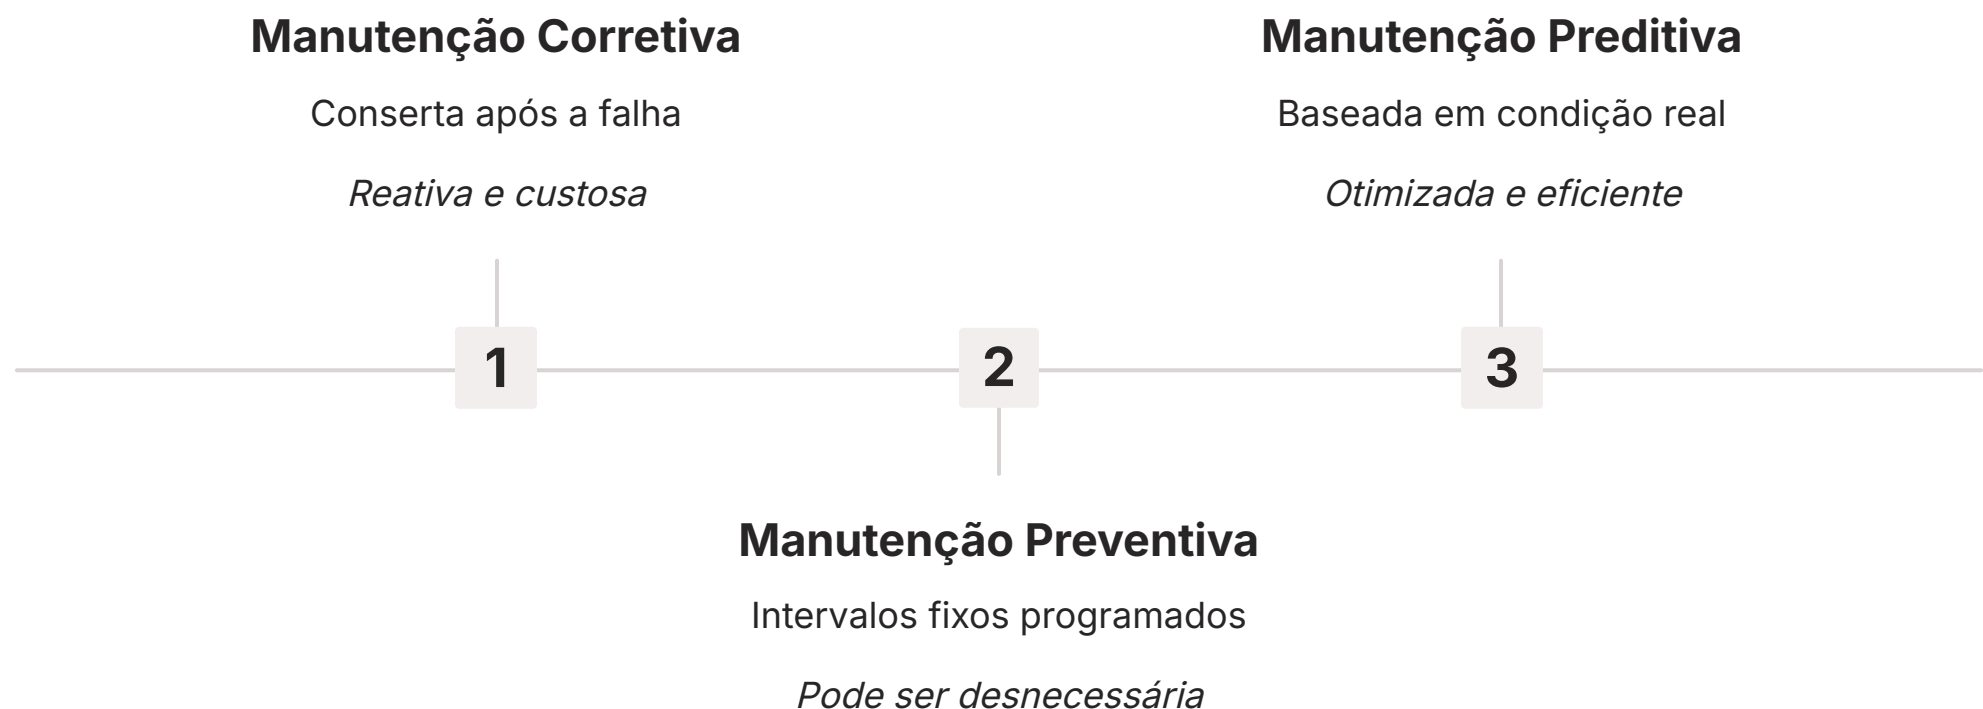 Manutenção Corretiva
Conserta após a falha
Reativa e custosa
1
2
Manutenção Preventiva
Intervalos fixos programados
Pode ser desnecessária
Manutenção Preditiva
Baseada em condição real
Otimizada e eficiente
3